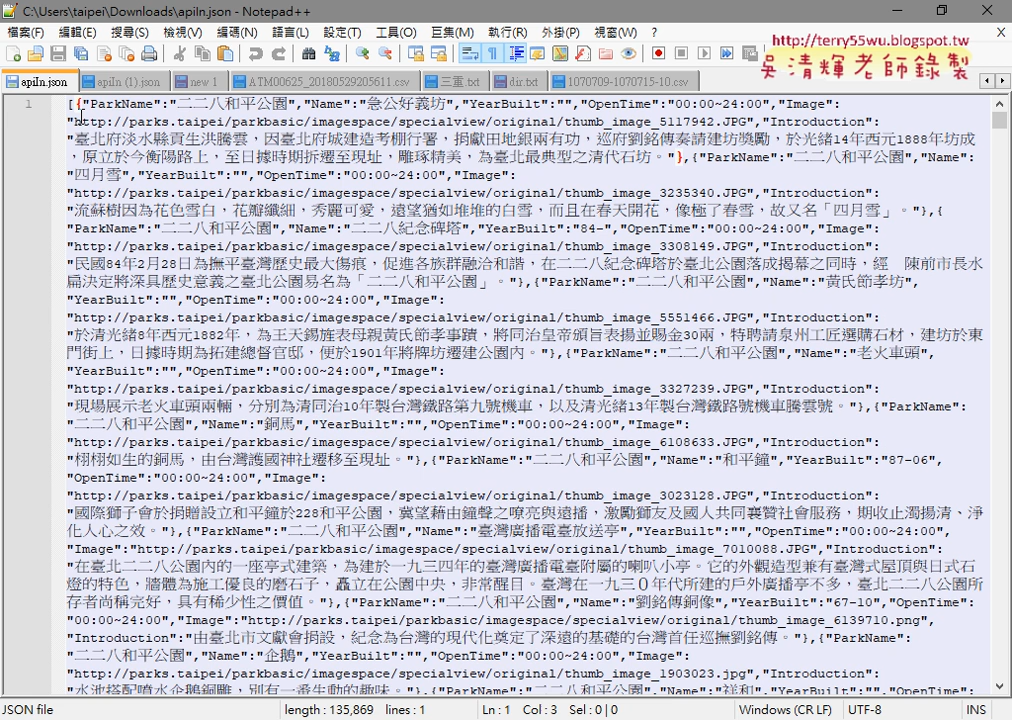 C:\Users\taipei\Downloads\apiIn.json - Notepad++
檔案(F) 編輯(E) 搜尋(S) 檢視(V) 編碼(N) 語言(L) 設定(T) 工具(O) 巨集(M) 執行(R) 外掛(P) 視窗(W) ? X
http://terry55wu.blogspot.tw
吳清輝老師錄製
apiIn.json apiIn (1).json new 1 ATM00625_20180529205611.csv 三重.txt dir.txt 1070709-1070715-10.csv
1 [{"ParkName":"二二八和平公園","Name":"急公好義坊","YearBuilt":"","OpenTime":"00:00~24:00","Image":
"http://parks.taipei/parkbasic/imagespace/specialview/original/thumb_image_5117942.JPG","Introduction":
"臺北府淡水縣貢生洪騰雲，因臺北府城建造考棚行署，捐獻田地銀兩有功，巡府劉銘傳奏請建坊獎勵，於光緒14年西元1888年坊成
，原立於今衡陽路上，至日據時期拆遷至現址，雕琢精美，為臺北最典型之清代石坊。"},{"ParkName":"二二八和平公園","Name":
"四月雪","YearBuilt":"","OpenTime":"00:00~24:00","Image":
"http://parks.taipei/parkbasic/imagespace/specialview/original/thumb_image_3235340.JPG","Introduction":
"流蘇樹因為花色雪白，花瓣纖細，秀麗可愛，遠望猶如堆堆的白雪，而且在春天開花，像極了春雪，故又名「四月雪」。"},{
"ParkName":"二二八和平公園","Name":"二二八紀念碑塔","YearBuilt":"84-","OpenTime":"00:00~24:00","Image":
"http://parks.taipei/parkbasic/imagespace/specialview/original/thumb_image_3308149.JPG","Introduction":
"民國84年2月28日為撫平臺灣歷史最大傷痕，促進各族群融洽和諧，在二二八紀念碑塔於臺北公園落成揭幕之同時，經　陳前市長水
扁決定將深具歷史意義之臺北公園易名為「二二八和平公園」。"},{"ParkName":"二二八和平公園","Name":"黃氏節孝坊",
"YearBuilt":"","OpenTime":"00:00~24:00","Image":
"http://parks.taipei/parkbasic/imagespace/specialview/original/thumb_image_5551466.JPG","Introduction":
"於清光緒8年西元1882年，為王天錫旌表母親黃氏節孝事蹟，將同治皇帝頒旨表揚並賜金30兩，特聘請泉州工匠選購石材，建坊於東
門街上，日據時期為拓建總督官邸，便於1901年將牌坊遷建公園內。"},{"ParkName":"二二八和平公園","Name":"老火車頭",
"YearBuilt":"","OpenTime":"00:00~24:00","Image":
"http://parks.taipei/parkbasic/imagespace/specialview/original/thumb_image_3327239.JPG","Introduction":
"現場展示老火車頭兩輛，分別為清同治10年製台灣鐵路第九號機車，以及清光緒13年製台灣鐵路號機車騰雲號。"},{"ParkName":
"二二八和平公園","Name":"銅馬","YearBuilt":"","OpenTime":"00:00~24:00","Image":
"http://parks.taipei/parkbasic/imagespace/specialview/original/thumb_image_6108633.JPG","Introduction":
"栩栩如生的銅馬，由台灣護國神社遷移至現址。"},{"ParkName":"二二八和平公園","Name":"和平鐘","YearBuilt":"87-06",
"OpenTime":"00:00~24:00","Image":
"http://parks.taipei/parkbasic/imagespace/specialview/original/thumb_image_3023128.JPG","Introduction":
"國際獅子會於捐贈設立和平鐘於228和平公園，冀望藉由鐘聲之嘹亮與遠播，激勵獅友及國人共同襄贊社會服務，期收止濁揚清、淨
化人心之效。"},{"ParkName":"二二八和平公園","Name":"臺灣廣播電臺放送亭","YearBuilt":"","OpenTime":"00:00~24:00",
"Image":"http://parks.taipei/parkbasic/imagespace/specialview/original/thumb_image_7010088.JPG","Introduction":
"在臺北二二八公園內的一座亭式建築，為建於一九三四年的臺灣廣播電臺附屬的喇叭小亭。它的外觀造型兼有臺灣式屋頂與日式石
燈的特色，牆體為施工優良的磨石子，矗立在公園中央，非常醒目。臺灣在一九三０年代所建的戶外廣播亭不多，臺北二二八公園所
存者尚稱完好，具有稀少性之價值。"},{"ParkName":"二二八和平公園","Name":"劉銘傳銅像","YearBuilt":"67-10","OpenTime":
"00:00~24:00","Image":"http://parks.taipei/parkbasic/imagespace/specialview/original/thumb_image_6139710.png",
"Introduction":"由臺北市文獻會捐設，紀念為台灣的現代化奠定了深遠的基礎的台灣首任巡撫劉銘傳。"},{"ParkName":
"二二八和平公園","Name":"企鵝","YearBuilt":"","OpenTime":"00:00~24:00","Image":
"http://parks.taipei/parkbasic/imagespace/specialview/original/thumb_image_1903023.jpg","Introduction":
"水池搭配噴水企鵝銅雕，別有一番生動的趣味。"},{"ParkName":"二二八和平公園","Name":"祥和","YearBuilt":"","OpenTime":
JSON file length : 135,869 lines : 1 Ln : 1 Col : 3 Sel : 0 | 0 Windows (CR LF) UTF-8 INS